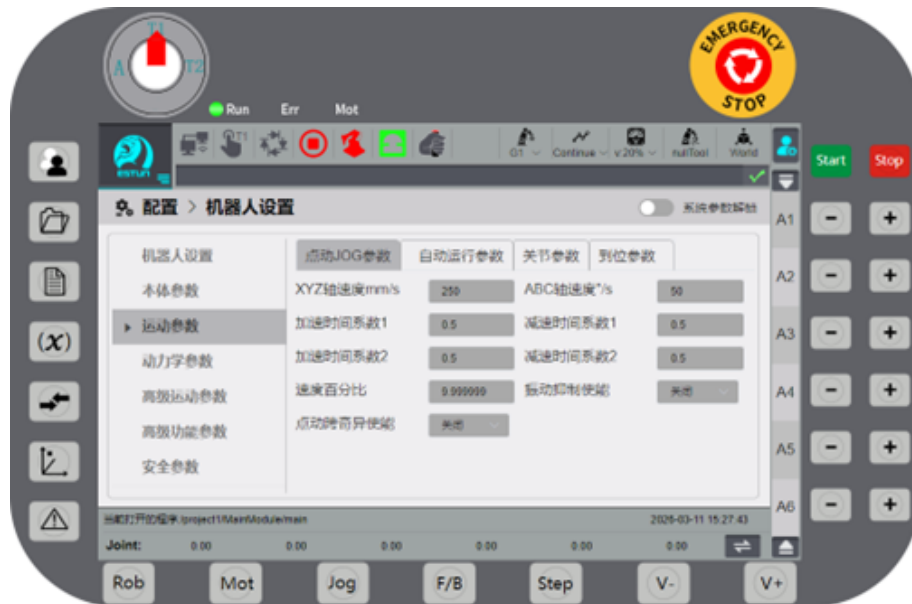 T1
A
T2
EMERGENCY
STOP
Run Err Mot
ESTUN
T1
G1 Continue v 20% nullTool World
Start Stop
配置 > 机器人设置
系统参数解锁
A1 - +
机器人设置
点动JOG参数 自动运行参数 关节参数 到位参数
本体参数
XYZ轴速度mm/s 250 ABC轴速度°/s 50
A2 - +
运动参数
加速时间系数1 0.5 减速时间系数1 0.5
A3 - +
(x)
动力学参数
加速时间系数2 0.5 减速时间系数2 0.5
高级运动参数
速度百分比 9.999999 振动抑制使能 关闭
A4 - +
高级功能参数
点动跨奇异使能 关闭
A5 - +
安全参数
A6 - +
当前打开的程序:/project1/MainModule/main 2026-03-11 15:27:43
Joint: 0.00 0.00 0.00 0.00 0.00 0.00
Rob Mot Jog F/B Step V- V+